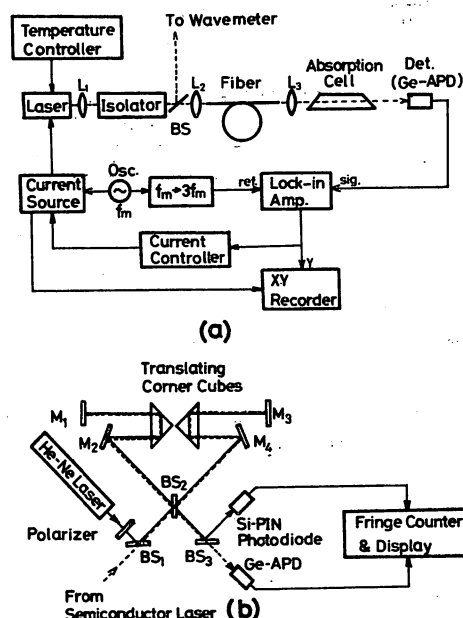 To Wavemeter
Temperature
Controller
L1
L2
Fiber
L3
Absorption
Cell
Det.
(Ge-APD)
Laser
Isolator
BS
Osc.
Current
Source
fm
fm→3fm
ref.
Lock-in
Amp.
sig.
Current
Controller
Y
X-Y
Recorder
(a)
Translating
Corner Cubes
M1
M3
M2
M4
He-Ne Laser
BS2
Polarizer
Si-PIN
Photodiode
Fringe Counter
& Display
BS1
BS3
Ge-APD
From
Semiconductor Laser
(b)